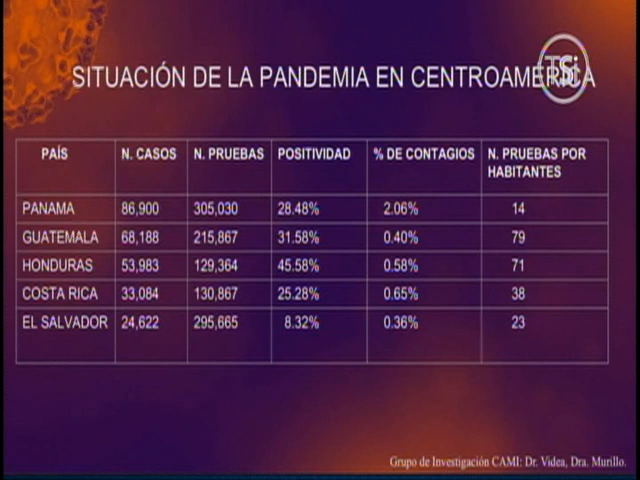 TSi
SITUACIÓN DE LA PANDEMIA EN CENTROAMÉRICA
PAÍS N. CASOS N. PRUEBAS POSITIVIDAD % DE CONTAGIOS N. PRUEBAS POR
HABITANTES
PANAMA 86,900 305,030 28.48% 2.06% 14
GUATEMALA 68,188 215,867 31.58% 0.40% 79
HONDURAS 53,983 129,364 45.58% 0.58% 71
COSTA RICA 33,084 130,867 25.28% 0.65% 38
EL SALVADOR 24,622 295,665 8.32% 0.36% 23
Grupo de Investigación CAMI: Dr. Videa, Dra. Murillo.